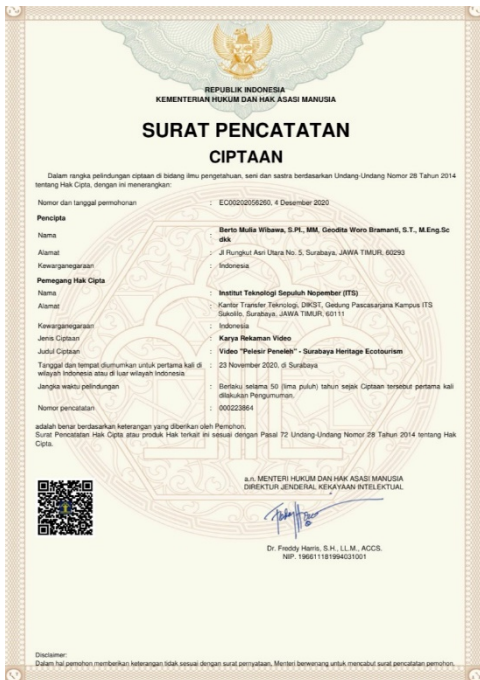 REPUBLIK INDONESIA
KEMENTERIAN HUKUM DAN HAK ASASI MANUSIA
SURAT PENCATATAN
CIPTAAN
Dalam rangka pelindungan ciptaan di bidang ilmu pengetahuan, seni dan sastra berdasarkan Undang-Undang Nomor 28 Tahun 2014
tentang Hak Cipta, dengan ini menerangkan:
Nomor dan tanggal permohonan : EC00202056260, 4 Desember 2020
Pencipta
Nama : Berto Mulia Wibawa, S.Pi., MM, Geodita Woro Bramanti, S.T., M.Eng.Sc
dkk
Alamat : Jl Rungkut Asri Utara No. 5, Surabaya, JAWA TIMUR, 60293
Kewarganegaraan : Indonesia
Pemegang Hak Cipta
Nama : Institut Teknologi Sepuluh Nopember (ITS)
Alamat : Kantor Transfer Teknologi, DIKST, Gedung Pascasarjana Kampus ITS
Sukolilo, Surabaya, JAWA TIMUR, 60111
Kewarganegaraan : Indonesia
Jenis Ciptaan : Karya Rekaman Video
Judul Ciptaan : Video "Pelesir Peneleh" - Surabaya Heritage Ecotourism
Tanggal dan tempat diumumkan untuk pertama kali di : 23 November 2020, di Surabaya
wilayah Indonesia atau di luar wilayah Indonesia
Jangka waktu pelindungan : Berlaku selama 50 (lima puluh) tahun sejak Ciptaan tersebut pertama kali
dilakukan Pengumuman.
Nomor pencatatan : 000223864
adalah benar berdasarkan keterangan yang diberikan oleh Pemohon.
Surat Pencatatan Hak Cipta atau produk Hak terkait ini sesuai dengan Pasal 72 Undang-Undang Nomor 28 Tahun 2014 tentang Hak
Cipta.
a.n. MENTERI HUKUM DAN HAK ASASI MANUSIA
DIREKTUR JENDERAL KEKAYAAN INTELEKTUAL
Dr. Freddy Harris, S.H., LL.M., ACCS.
NIP. 196611181994031001
Disclaimer:
Dalam hal pemohon memberikan keterangan tidak sesuai dengan surat pernyataan, Menteri berwenang untuk mencabut surat pencatatan permohonan.